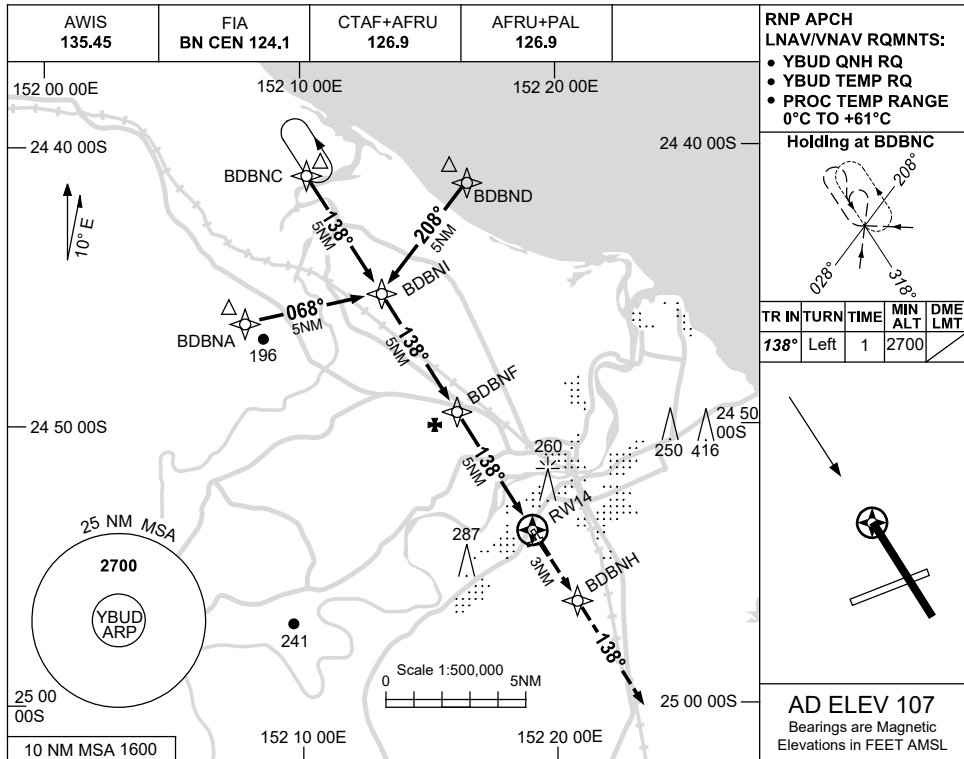 AWIS
135.45
FIA
BN CEN 124.1
CTAF+AFRU
126.9
AFRU+PAL
126.9
RNP APCH
LNAV/VNAV RQMNTS:
• YBUD QNH RQ
• YBUD TEMP RQ
• PROC TEMP RANGE
0°C TO +61°C
152 00 00E
152 10 00E
152 20 00E
24 40 00S
24 40 00S
Holding at BDBNC
208°
028°
318°
TR IN TURN TIME MIN ALT DME LMT
138° Left 1 2700
10° E
BDBNC
BDBND
138°
5NM
208°
5NM
BDBNI
068°
5NM
BDBNA
196
138°
5NM
BDBNF
24 50 00S
24 50
00S
250
416
260
138°
5NM
RW14
287
3NM
BDBNH
138°
25 NM MSA
2700
YBUD
ARP
241
Scale 1:500,000
0
5NM
25 00
00S
25 00 00S
10 NM MSA 1600
152 10 00E
152 20 00E
AD ELEV 107
Bearings are Magnetic
Elevations in FEET AMSL